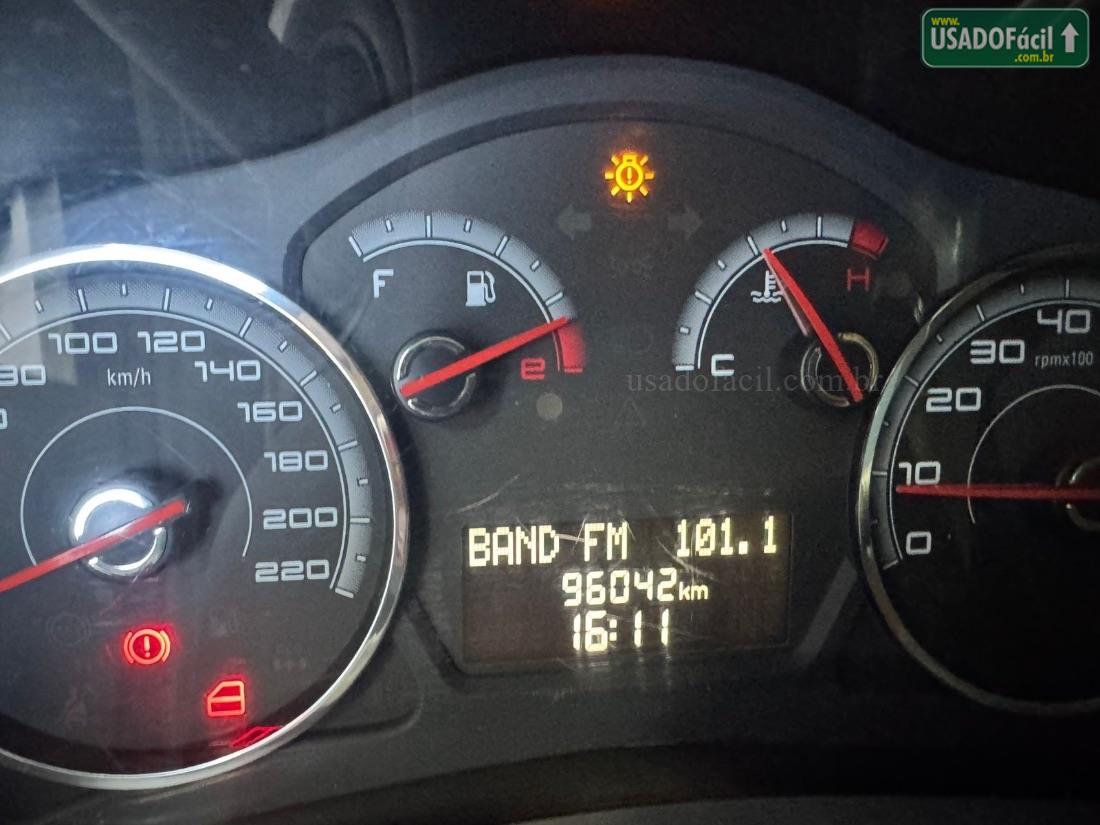 www.
USADOFácil
.com.br
F
e
C
H
usadofacil.com.br
80
100
120
140
160
180
200
220
km/h
0
10
20
30
40
rpmx100
BAND FM 101.1
96042km
16:11